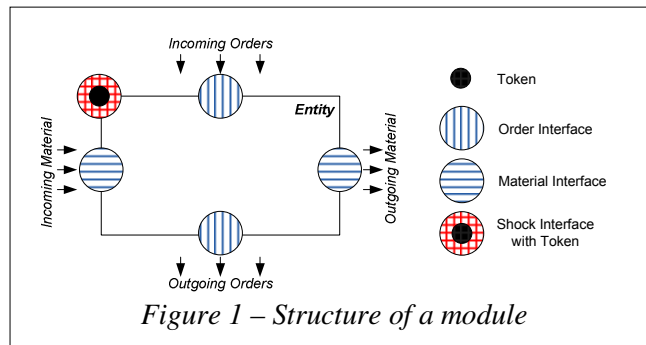 Incoming Orders
Entity
Incoming Material
Outgoing Material
Outgoing Orders
Token
Order Interface
Material Interface
Shock Interface
with Token
Figure 1 – Structure of a module